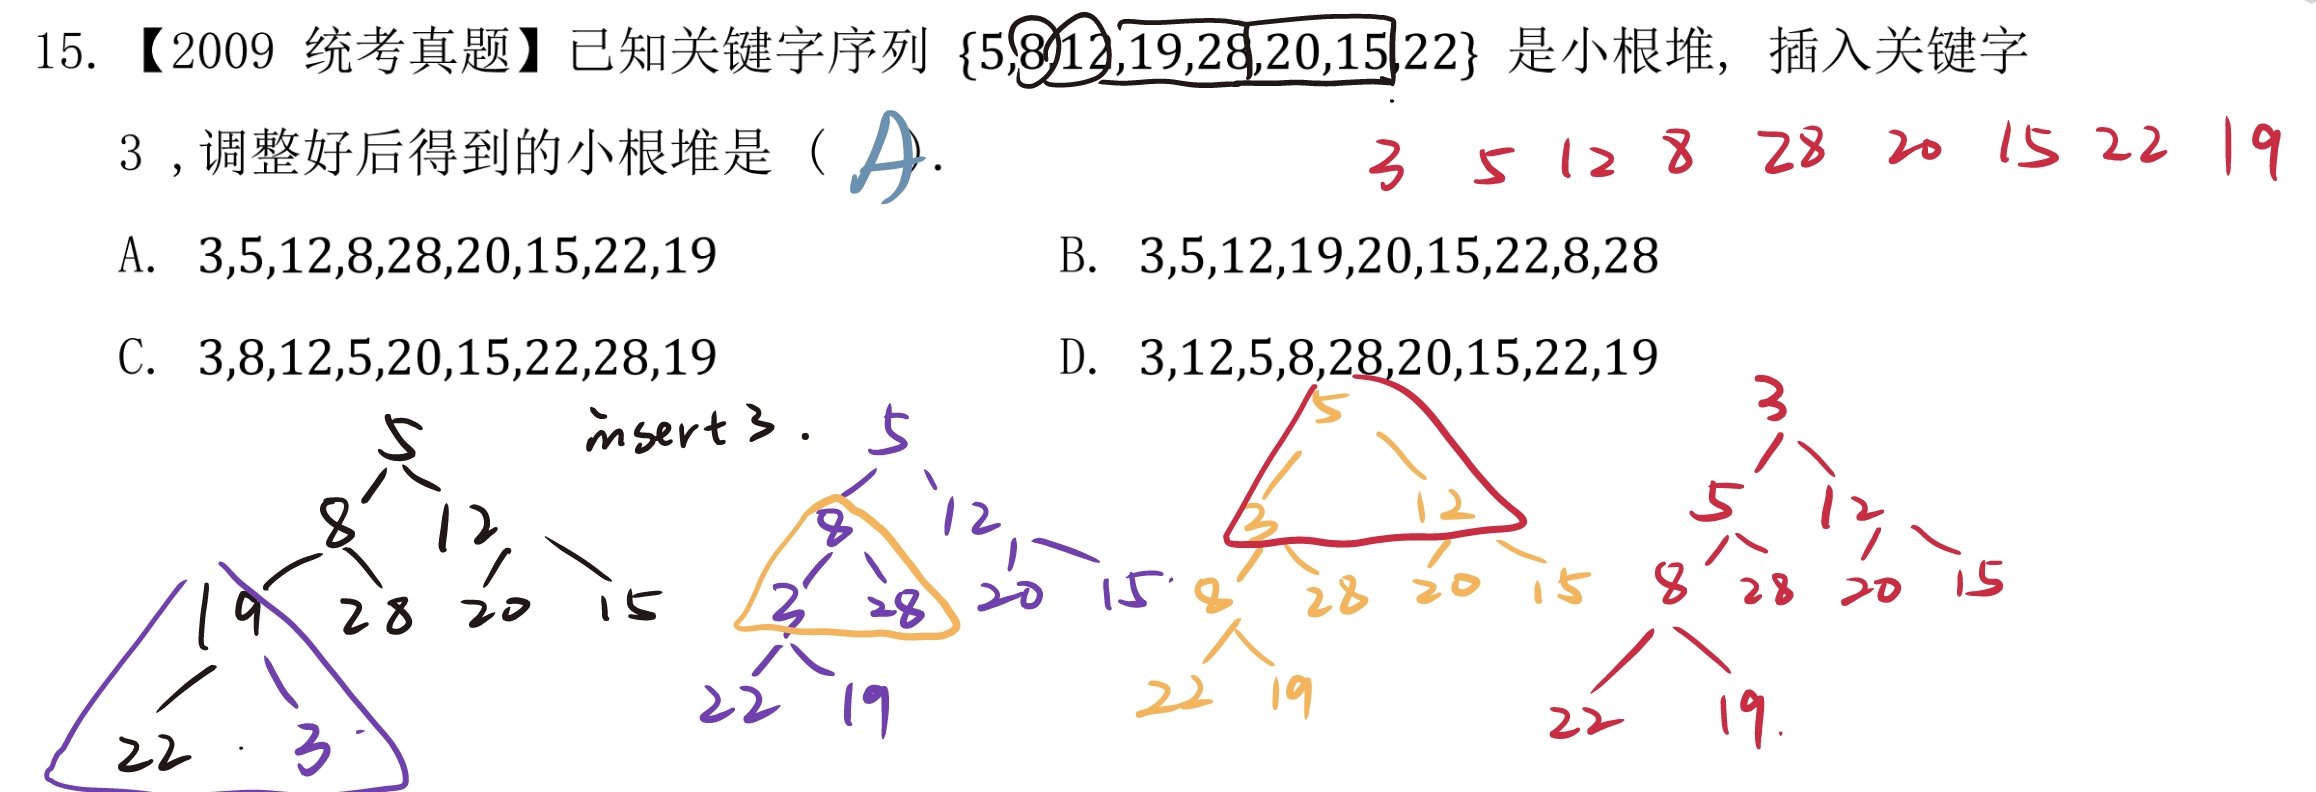 15. 【2009 统考真题】已知关键字序列 {5,8,12,19,28,20,15,22} 是小根堆, 插入关键字
3 ,调整好后得到的小根堆是 ( A ).
3 5 12 8 28 20 15 22 19
A. 3,5,12,8,28,20,15,22,19
B. 3,5,12,19,20,15,22,8,28
C. 3,8,12,5,20,15,22,28,19
D. 3,12,5,8,28,20,15,22,19
insert 3 .
5
8 12
19 28 20 15
22 3
5
8 12
3 28 20 15
22 19
5
3 12
8 28 20 15
22 19
3
5 12
8 28 20 15
22 19.